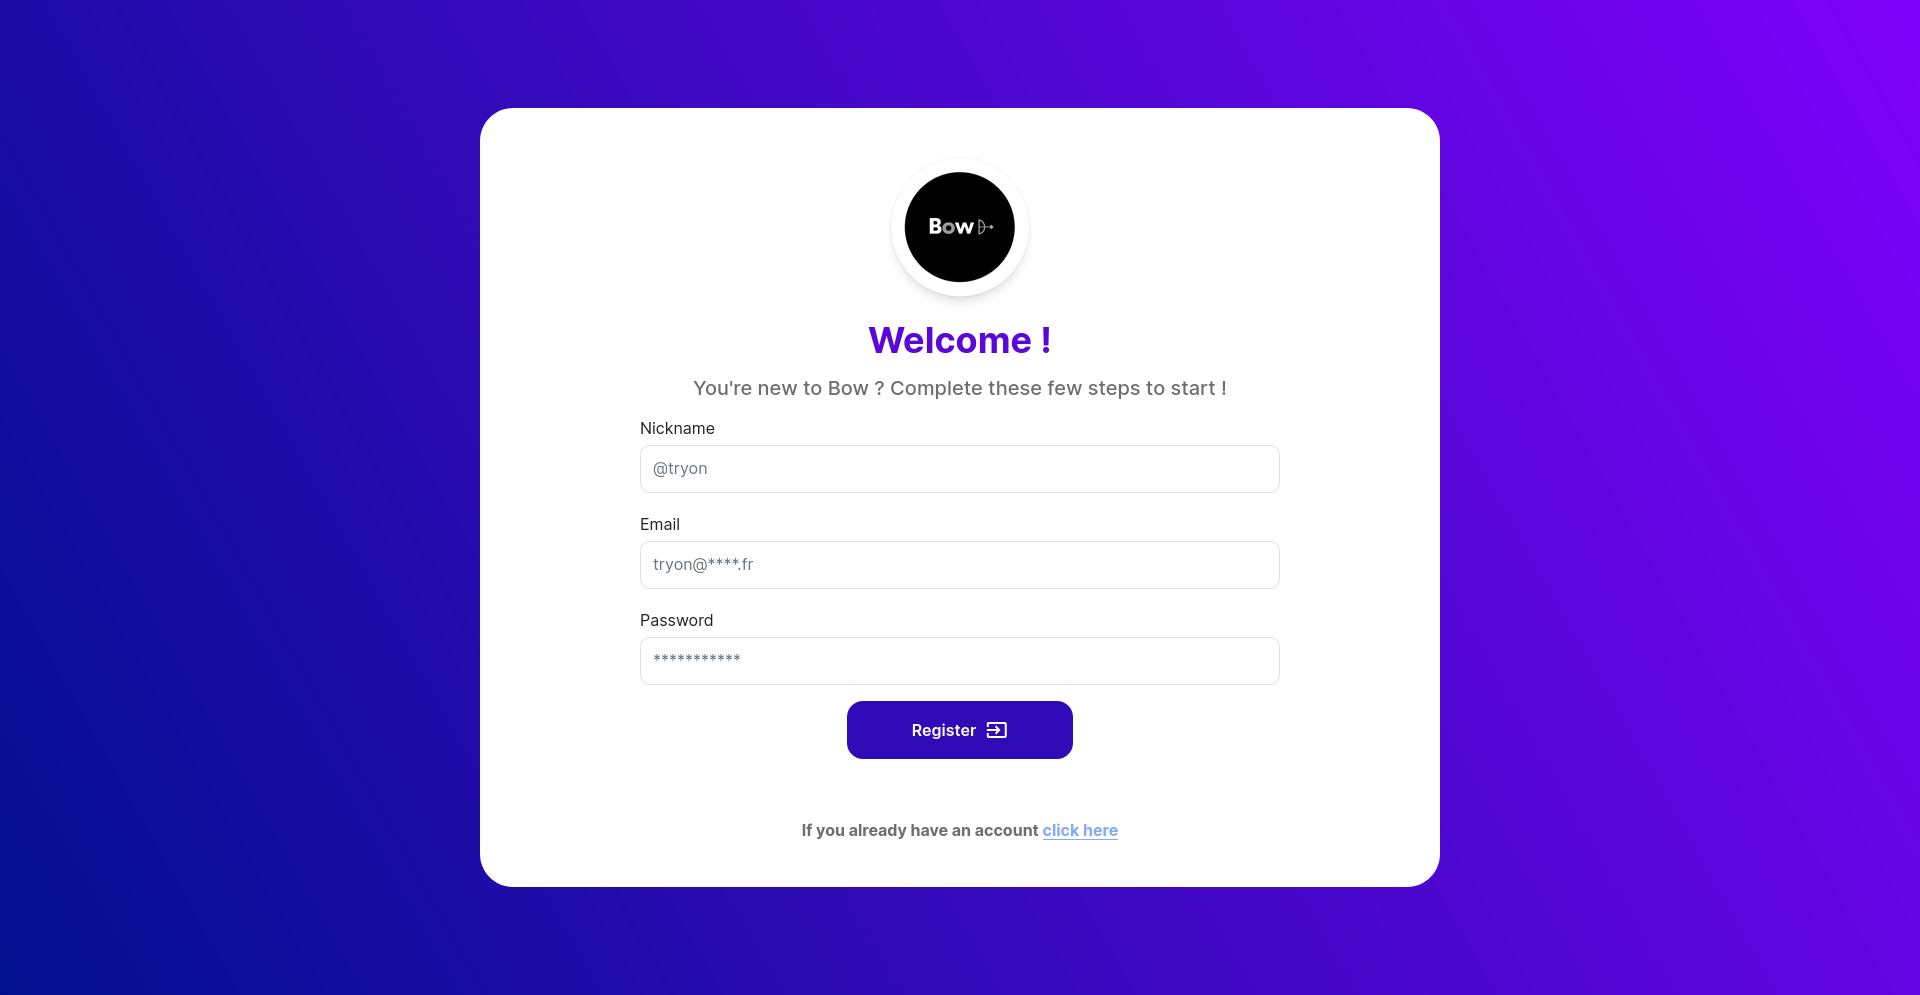 Bow
Welcome !
You're new to Bow ? Complete these few steps to start !
Nickname
@tryon
Email
tryon@****.fr
Password
***********
Register
If you already have an account click here